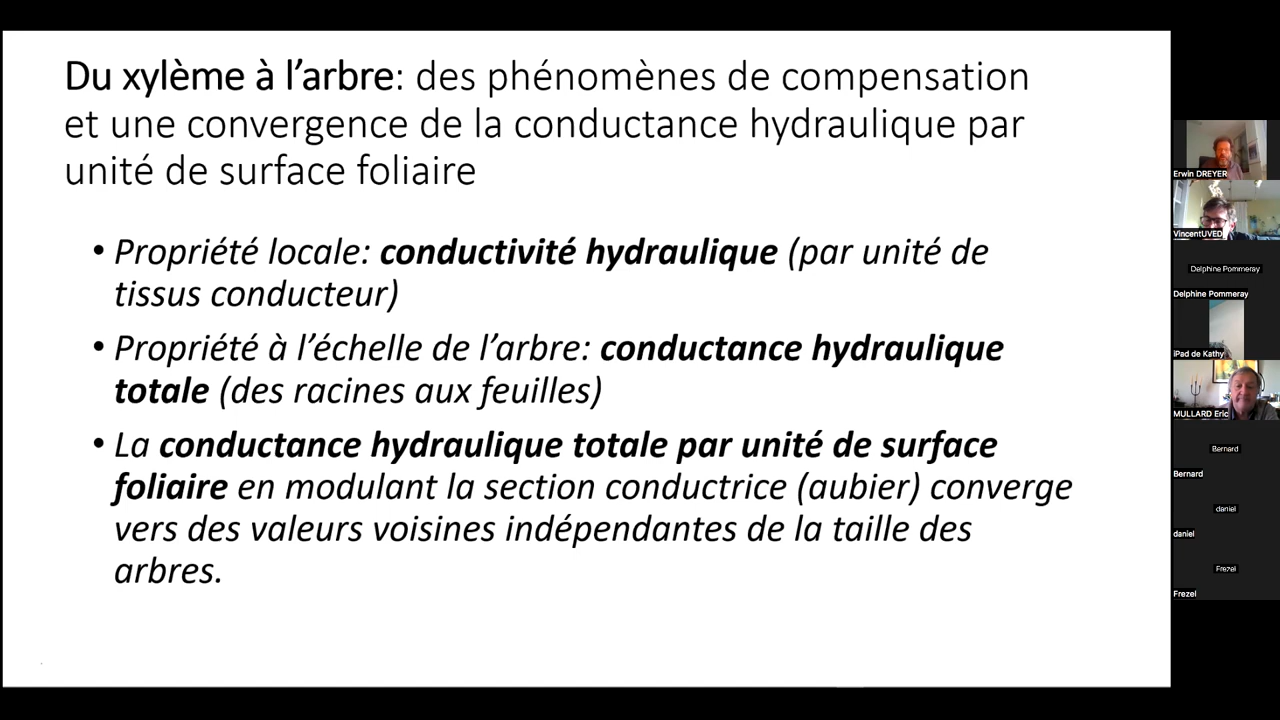 Du xylème à l’arbre: des phénomènes de compensation
et une convergence de la conductance hydraulique par
unité de surface foliaire
• Propriété locale: conductivité hydraulique (par unité de
tissus conducteur)
• Propriété à l’échelle de l’arbre: conductance hydraulique
totale (des racines aux feuilles)
• La conductance hydraulique totale par unité de surface
foliaire en modulant la section conductrice (aubier) converge
vers des valeurs voisines indépendantes de la taille des
arbres.
Erwin DREYER
VincentUVED
Delphine Pommeray
Delphine Pommeray
iPad de Kathy
MULLARD Eric
Bernard
Bernard
daniel
daniel
Frezel
Frezel